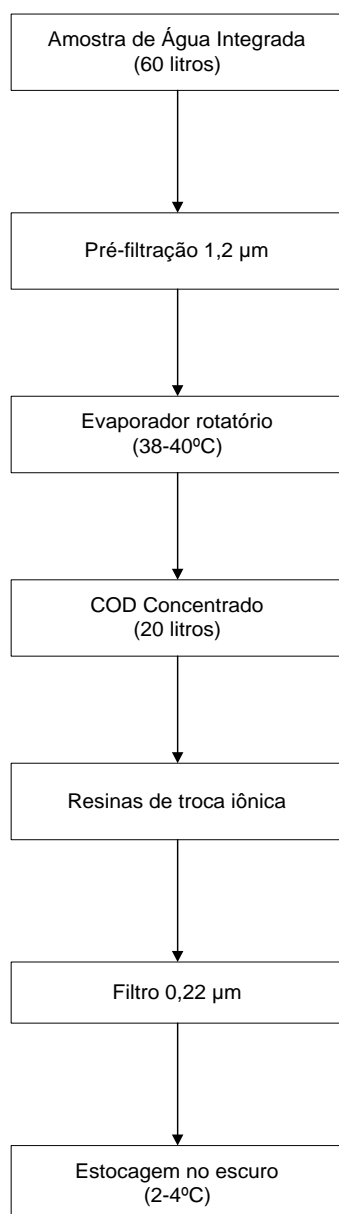 Amostra de Água Integrada
(60 litros)
Pré-filtração 1,2 µm
Evaporador rotatório
(38-40ºC)
COD Concentrado
(20 litros)
Resinas de troca iônica
Filtro 0,22 µm
Estocagem no escuro
(2-4ºC)